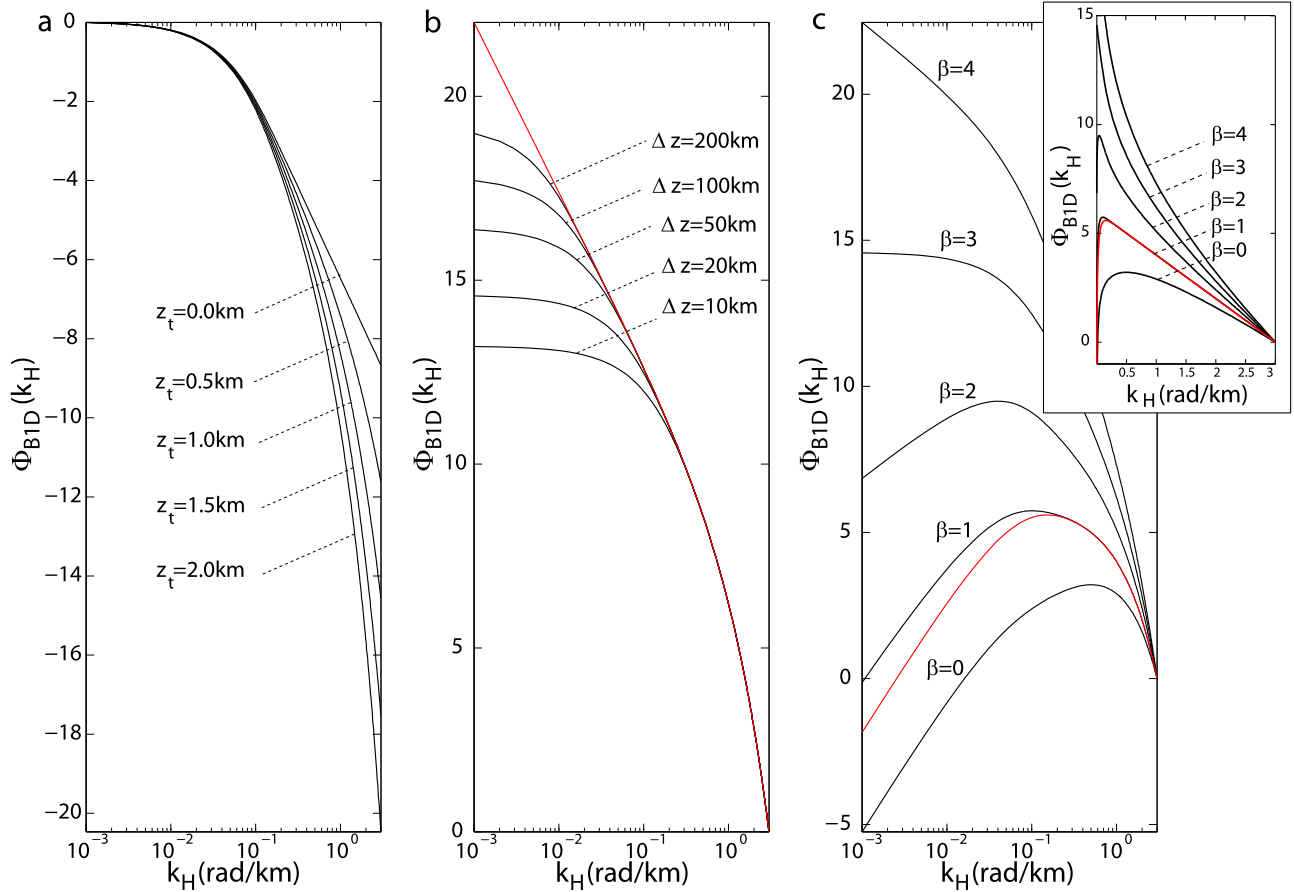 a
0
−2
−4
−6
−8
−10
−12
−14
−16
−18
−20
Φ_B1D(k_H)
z_t=0.0km
z_t=0.5km
z_t=1.0km
z_t=1.5km
z_t=2.0km
10^−3 10^−2 10^−1 10^0
k_H(rad/km)
b
20
15
10
5
0
Φ_B1D(k_H)
Δ z=200km
Δ z=100km
Δ z=50km
Δ z=20km
Δ z=10km
10^−3 10^−2 10^−1 10^0
k_H(rad/km)
c
20
15
10
5
0
−5
Φ_B1D(k_H)
β=4
β=3
β=2
β=1
β=0
10^−3 10^−2 10^−1 10^0
k_H(rad/km)
15
10
5
0
Φ_B1D(k_H)
β=4
β=3
β=2
β=1
β=0
0.5 1 1.5 2 2.5 3
k_H(rad/km)